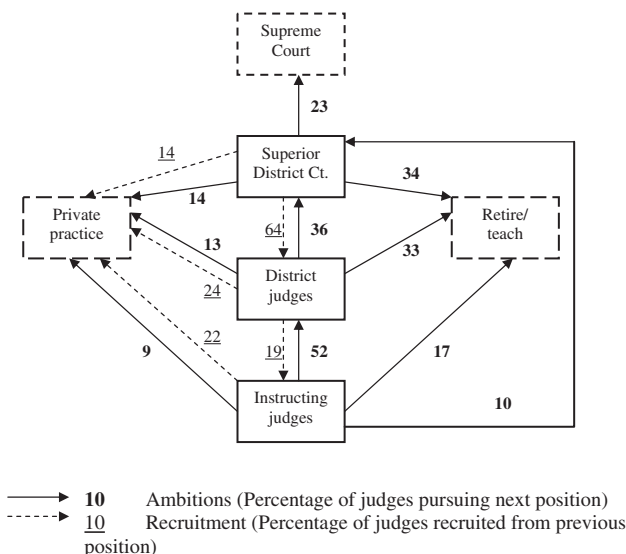 Supreme
Court
23
14
Superior
District Ct.
34
14
Private
practice
Retire/
teach
64
36
13
33
24
District
judges
22
19
52
9
17
10
Instructing
judges
10 Ambitions (Percentage of judges pursuing next position)
10 Recruitment (Percentage of judges recruited from previous
position)